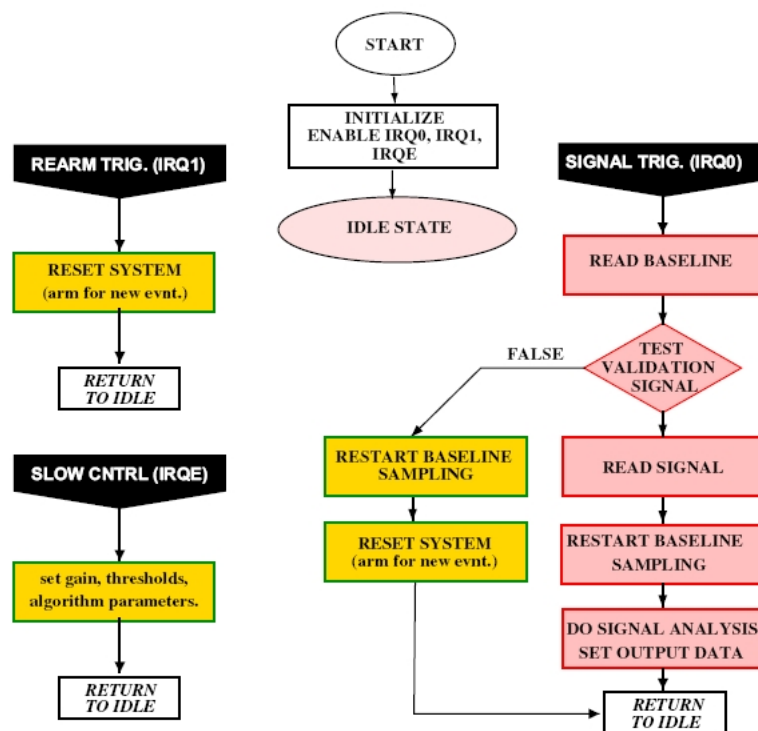 START
INITIALIZE
ENABLE IRQ0, IRQ1,
IRQE
IDLE STATE
REARM TRIG. (IRQ1)
RESET SYSTEM
(arm for new evnt.)
RETURN
TO IDLE
SLOW CNTRL (IRQE)
set gain, thresholds,
algorithm parameters.
RETURN
TO IDLE
SIGNAL TRIG. (IRQ0)
READ BASELINE
TEST
VALIDATION
SIGNAL
FALSE
RESTART BASELINE
SAMPLING
RESET SYSTEM
(arm for new evnt.)
READ SIGNAL
RESTART BASELINE
SAMPLING
DO SIGNAL ANALYSIS
SET OUTPUT DATA
RETURN
TO IDLE